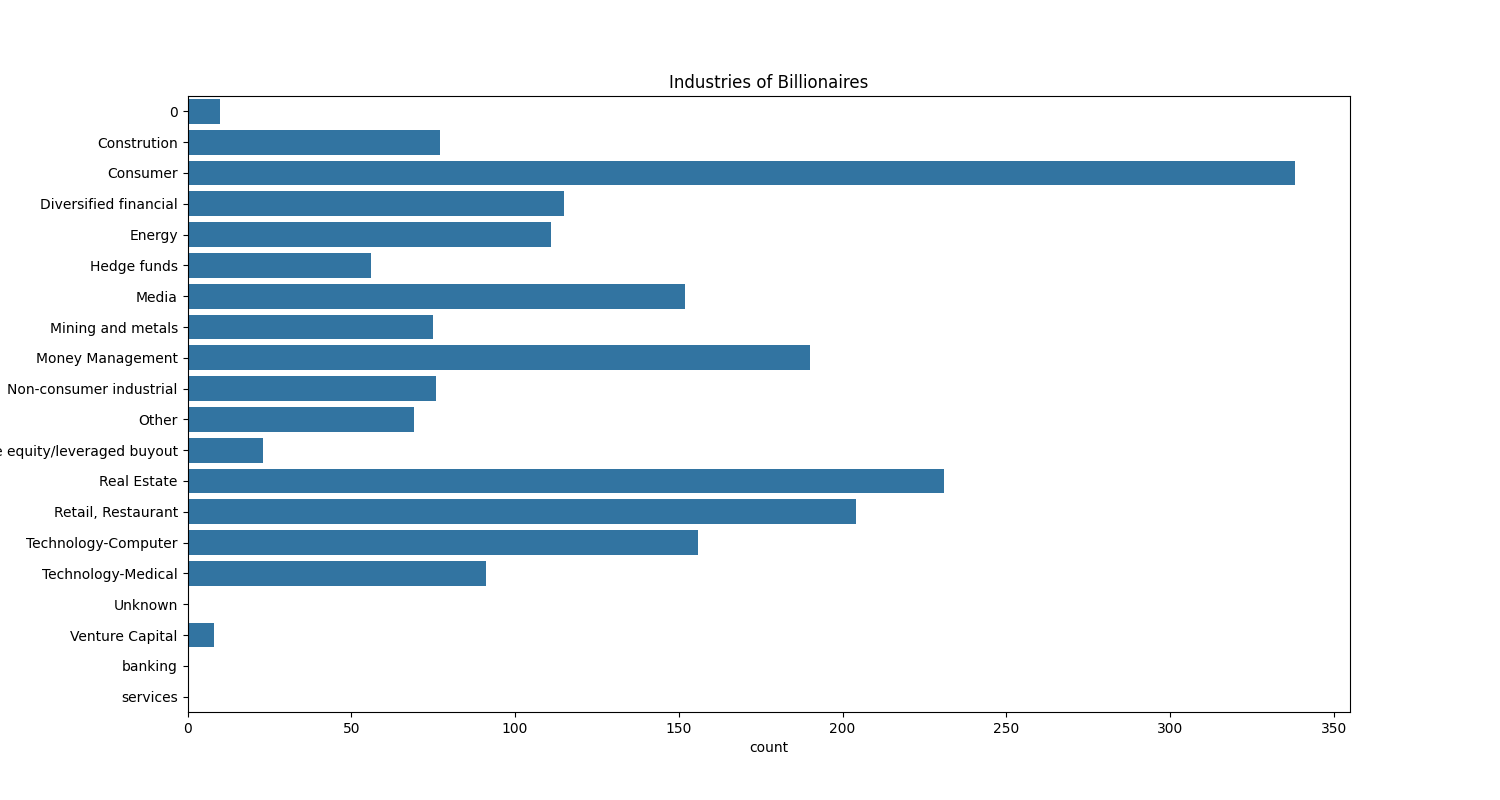 Industries of Billionaires
0
Constrution
Consumer
Diversified financial
Energy
Hedge funds
Media
Mining and metals
Money Management
Non-consumer industrial
Other
equity/leveraged buyout
Real Estate
Retail, Restaurant
Technology-Computer
Technology-Medical
Unknown
Venture Capital
banking
services
0 50 100 150 200 250 300 350
count